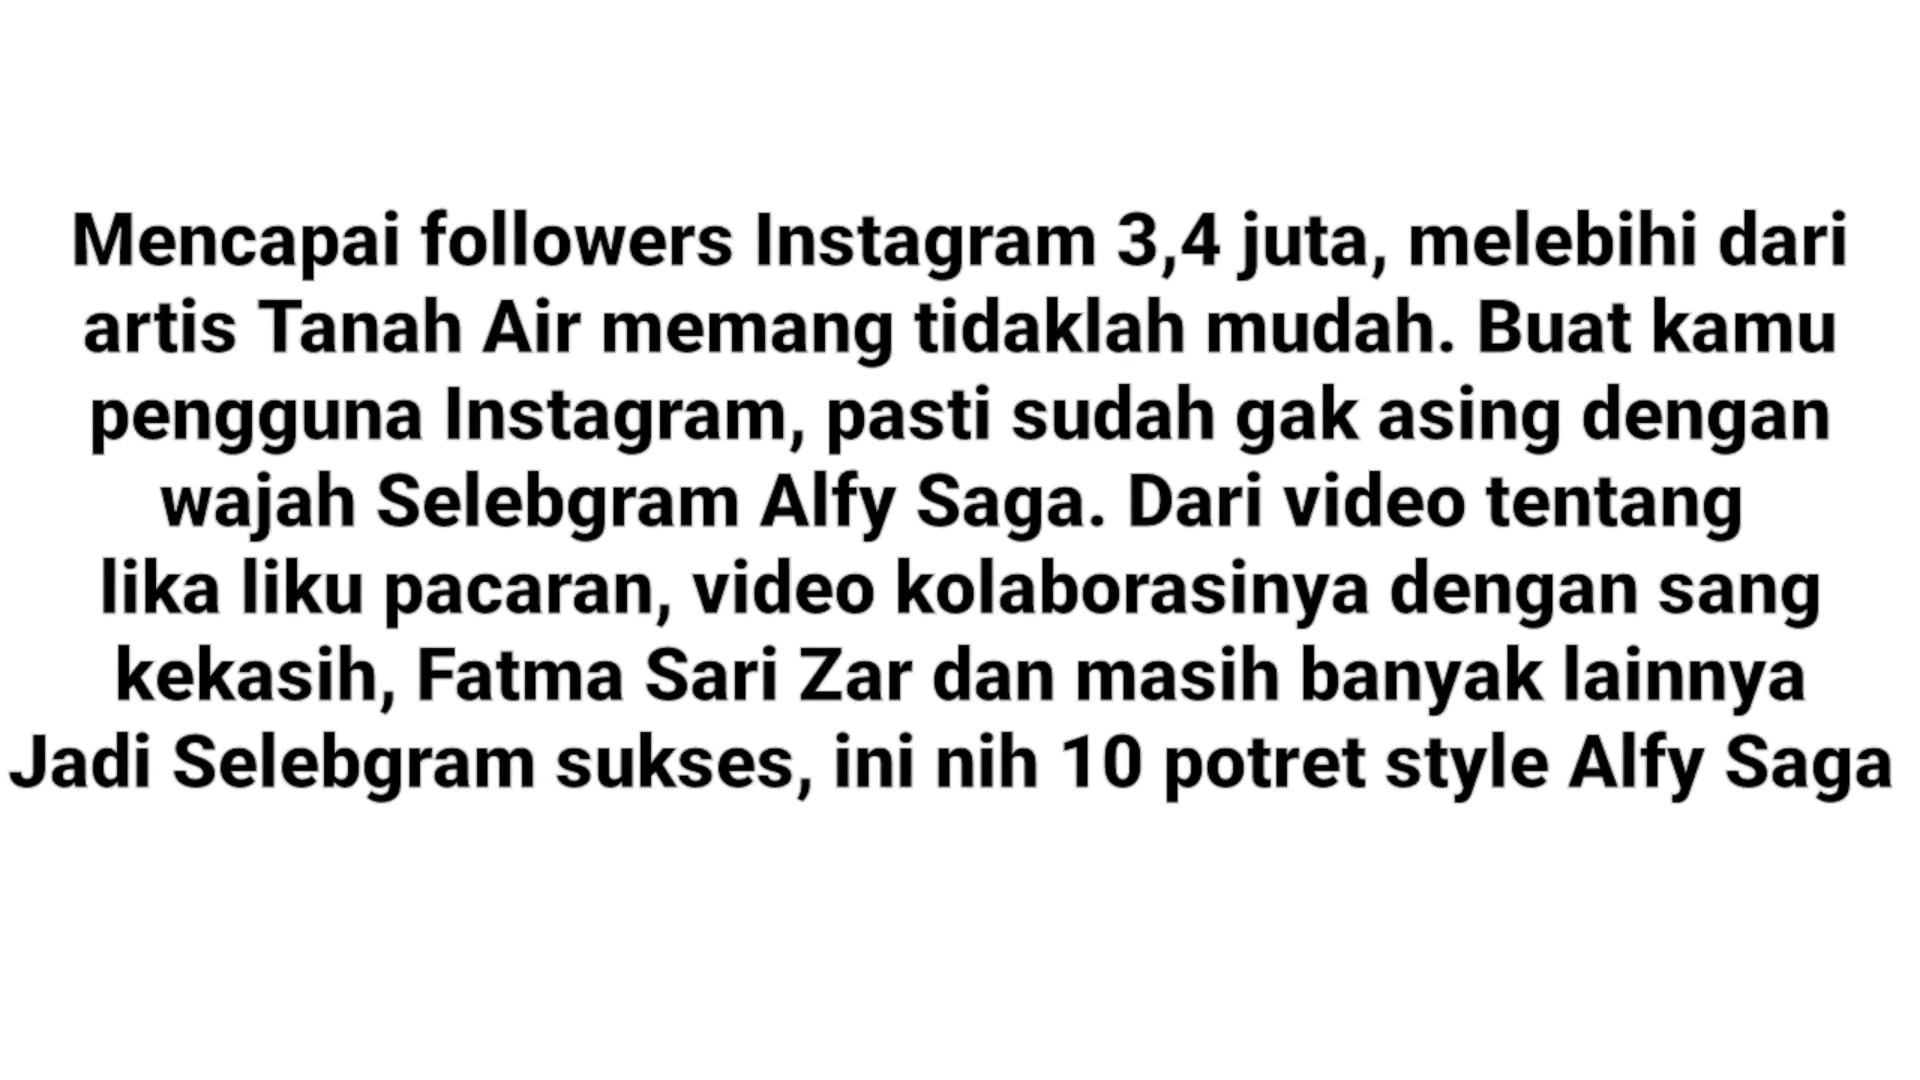 Mencapai followers Instagram 3,4 juta, melebihi dari
artis Tanah Air memang tidaklah mudah. Buat kamu
pengguna Instagram, pasti sudah gak asing dengan
wajah Selebgram Alfy Saga. Dari video tentang
lika liku pacaran, video kolaborasinya dengan sang
kekasih, Fatma Sari Zar dan masih banyak lainnya
Jadi Selebgram sukses, ini nih 10 potret style Alfy Saga